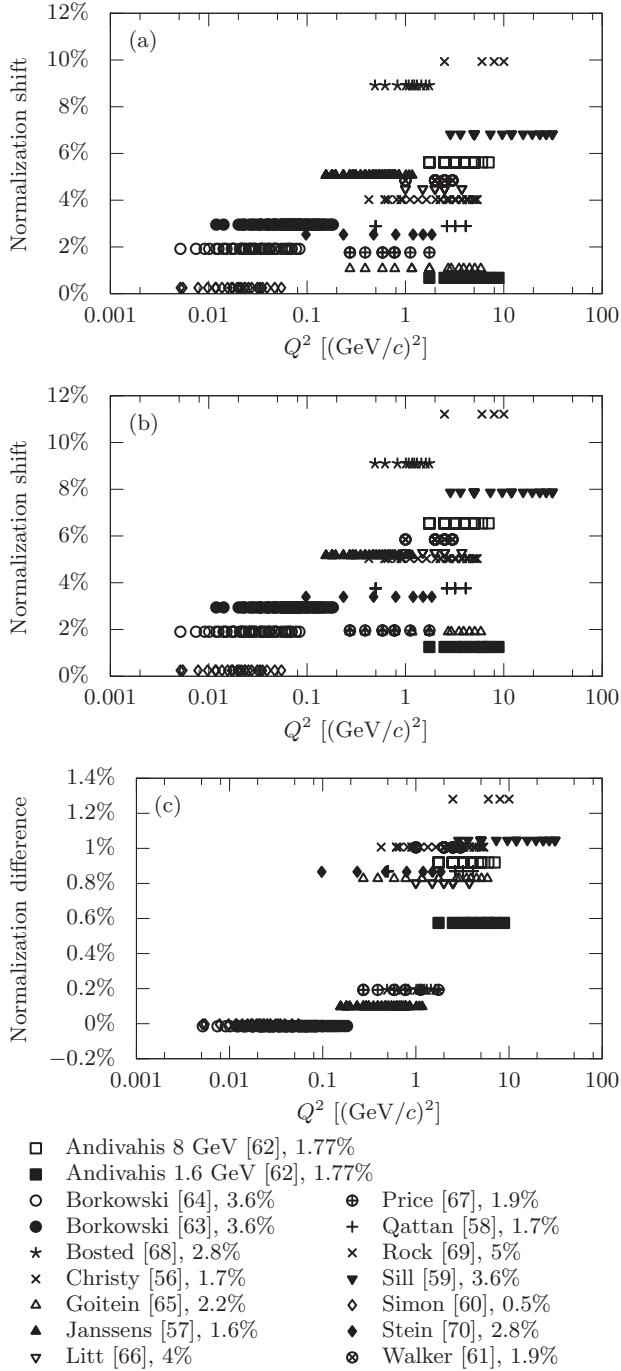 12%
10%
8%
6%
4%
2%
0%
Normalization shift
(a)
0.001 0.01 0.1 1 10 100
Q² [(GeV/c)²]
12%
10%
8%
6%
4%
2%
0%
Normalization shift
(b)
0.001 0.01 0.1 1 10 100
Q² [(GeV/c)²]
1.4%
1.2%
1%
0.8%
0.6%
0.4%
0.2%
0%
−0.2%
Normalization difference
(c)
0.001 0.01 0.1 1 10 100
Q² [(GeV/c)²]
Andivahis 8 GeV [62], 1.77%
Andivahis 1.6 GeV [62], 1.77%
Borkowski [64], 3.6%
Borkowski [63], 3.6%
Bosted [68], 2.8%
Christy [56], 1.7%
Goitein [65], 2.2%
Janssens [57], 1.6%
Litt [66], 4%
Price [67], 1.9%
Qattan [58], 1.7%
Rock [69], 5%
Sill [59], 3.6%
Simon [60], 0.5%
Stein [70], 2.8%
Walker [61], 1.9%